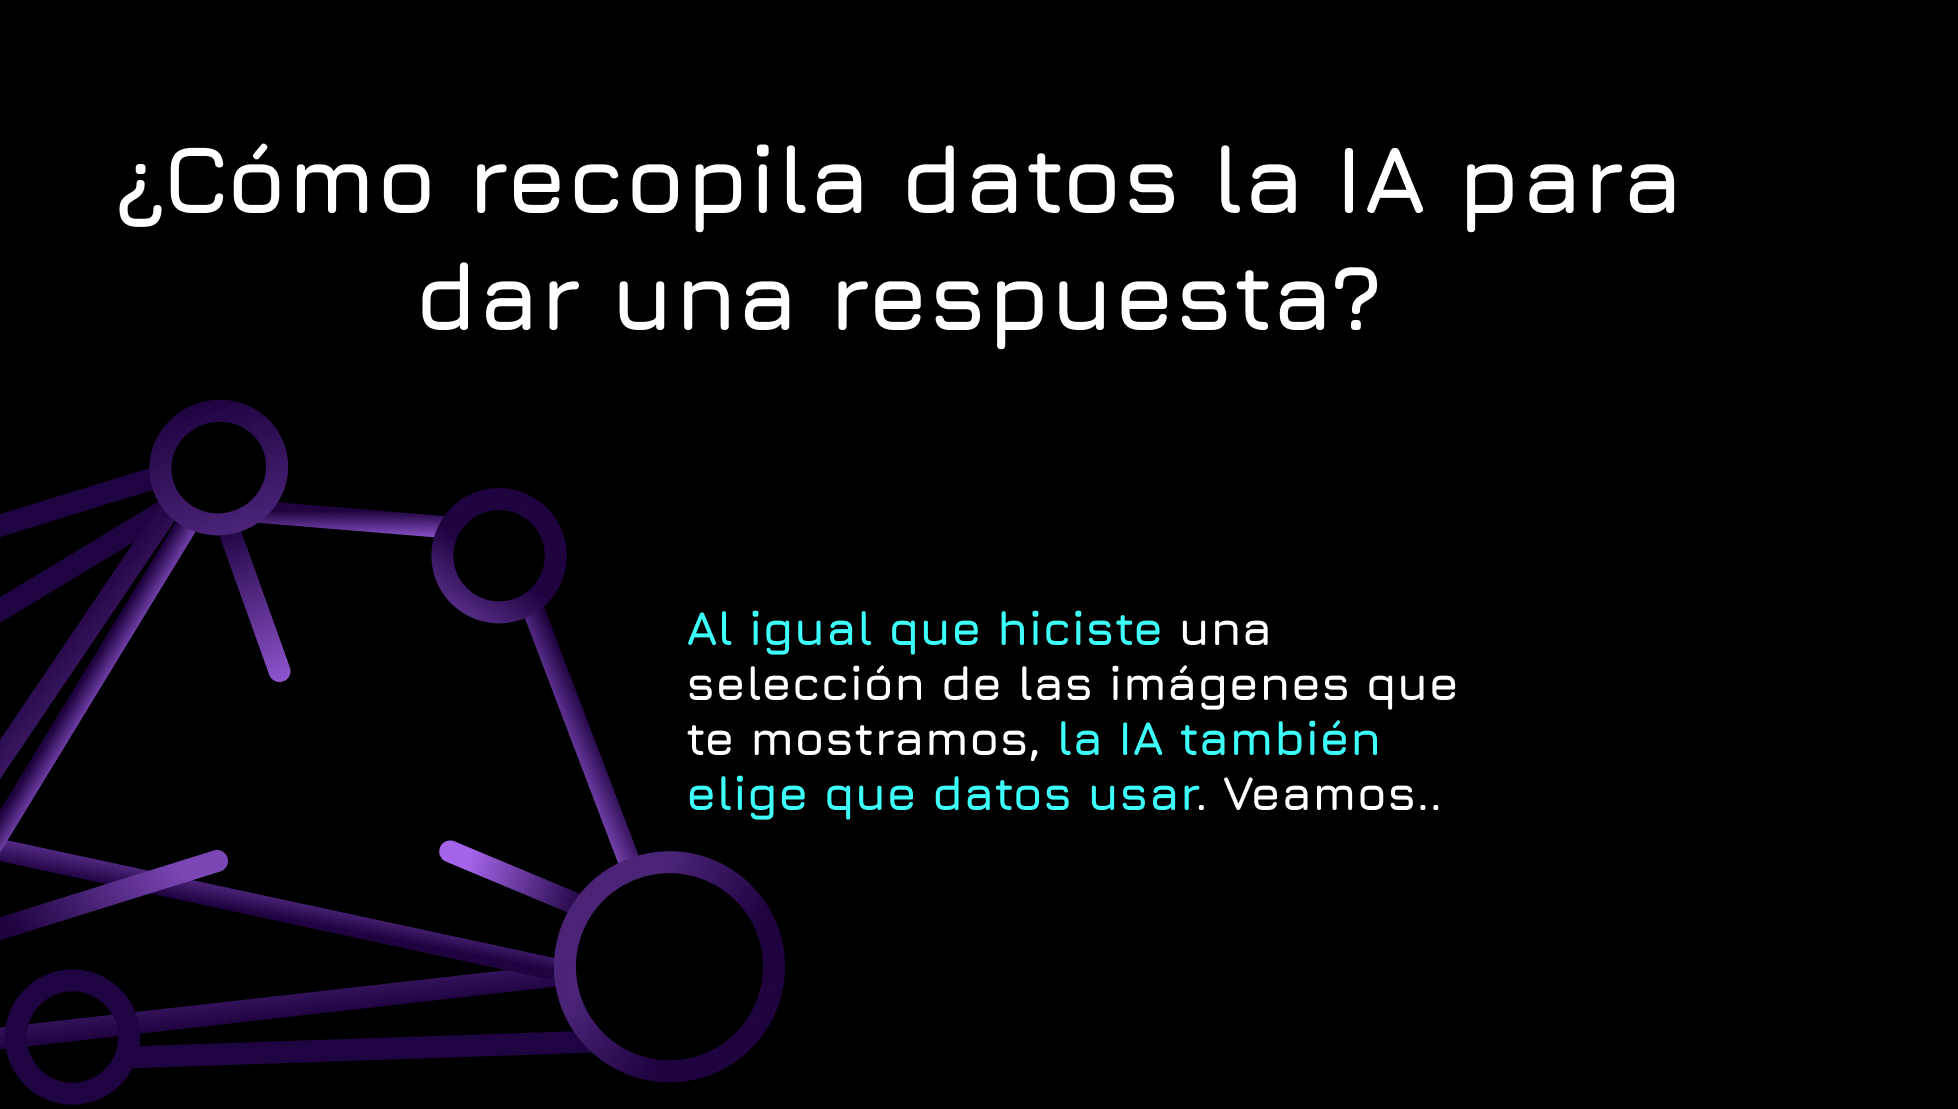 ¿Cómo recopila datos la IA para
dar una respuesta?
Al igual que hiciste una
selección de las imágenes que
te mostramos, la IA también
elige que datos usar. Veamos..